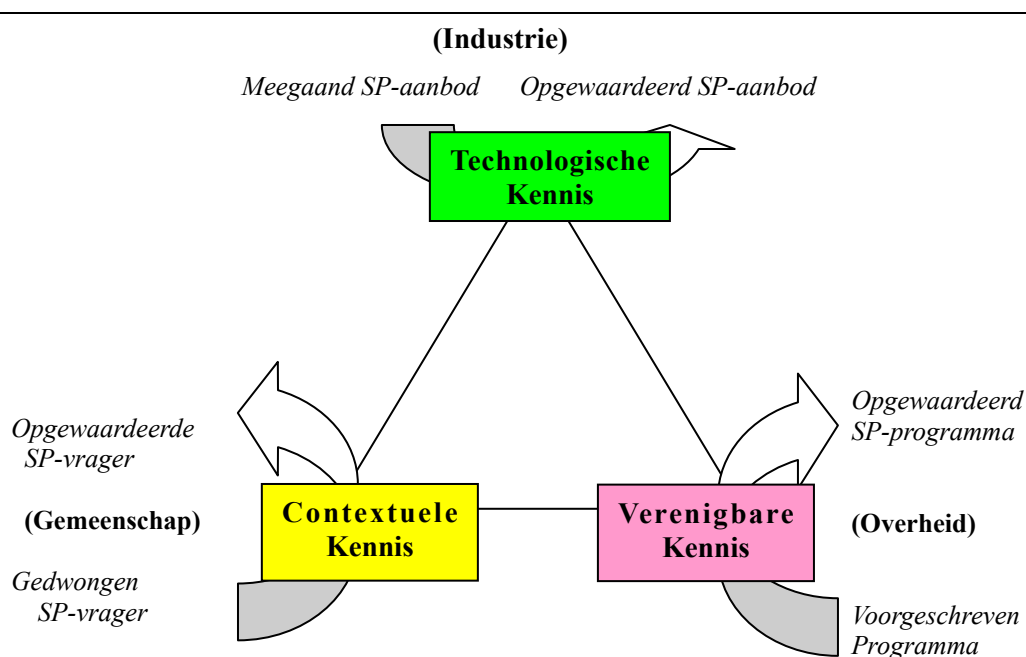 (Industrie)
Meegaand SP-aanbod
Opgewaardeerd SP-aanbod
Technologische
Kennis
Opgewaardeerde
SP-vrager
Opgewaardeerd
SP-programma
(Gemeenschap)
Contextuele
Kennis
Verenigbare
Kennis
(Overheid)
Gedwongen
SP-vrager
Voorgeschreven
Programma